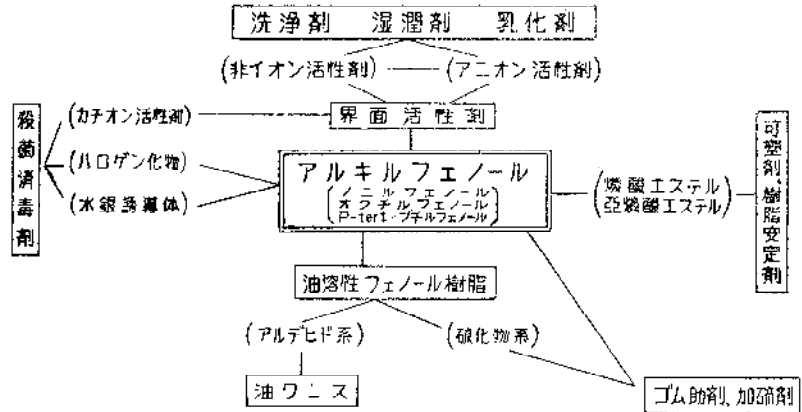 洗浄剤 湿潤剤 乳化剤
(非イオン活性剤) (アニオン活性剤)
殺菌消毒剤
(カチオン活性剤)
界面活性剤
(ハロゲン化物)
(水銀誘導体)
アルキルフェノール
(ノニルフェノール
オクチルフェノール
P-tert・ブチルフェノール)
(燐酸エステル
亜燐酸エステル)
可塑剤、樹脂安定剤
油溶性フェノール樹脂
(アルデヒド系) (硫化物系)
油ワニス
ゴム助剤、加硫剤